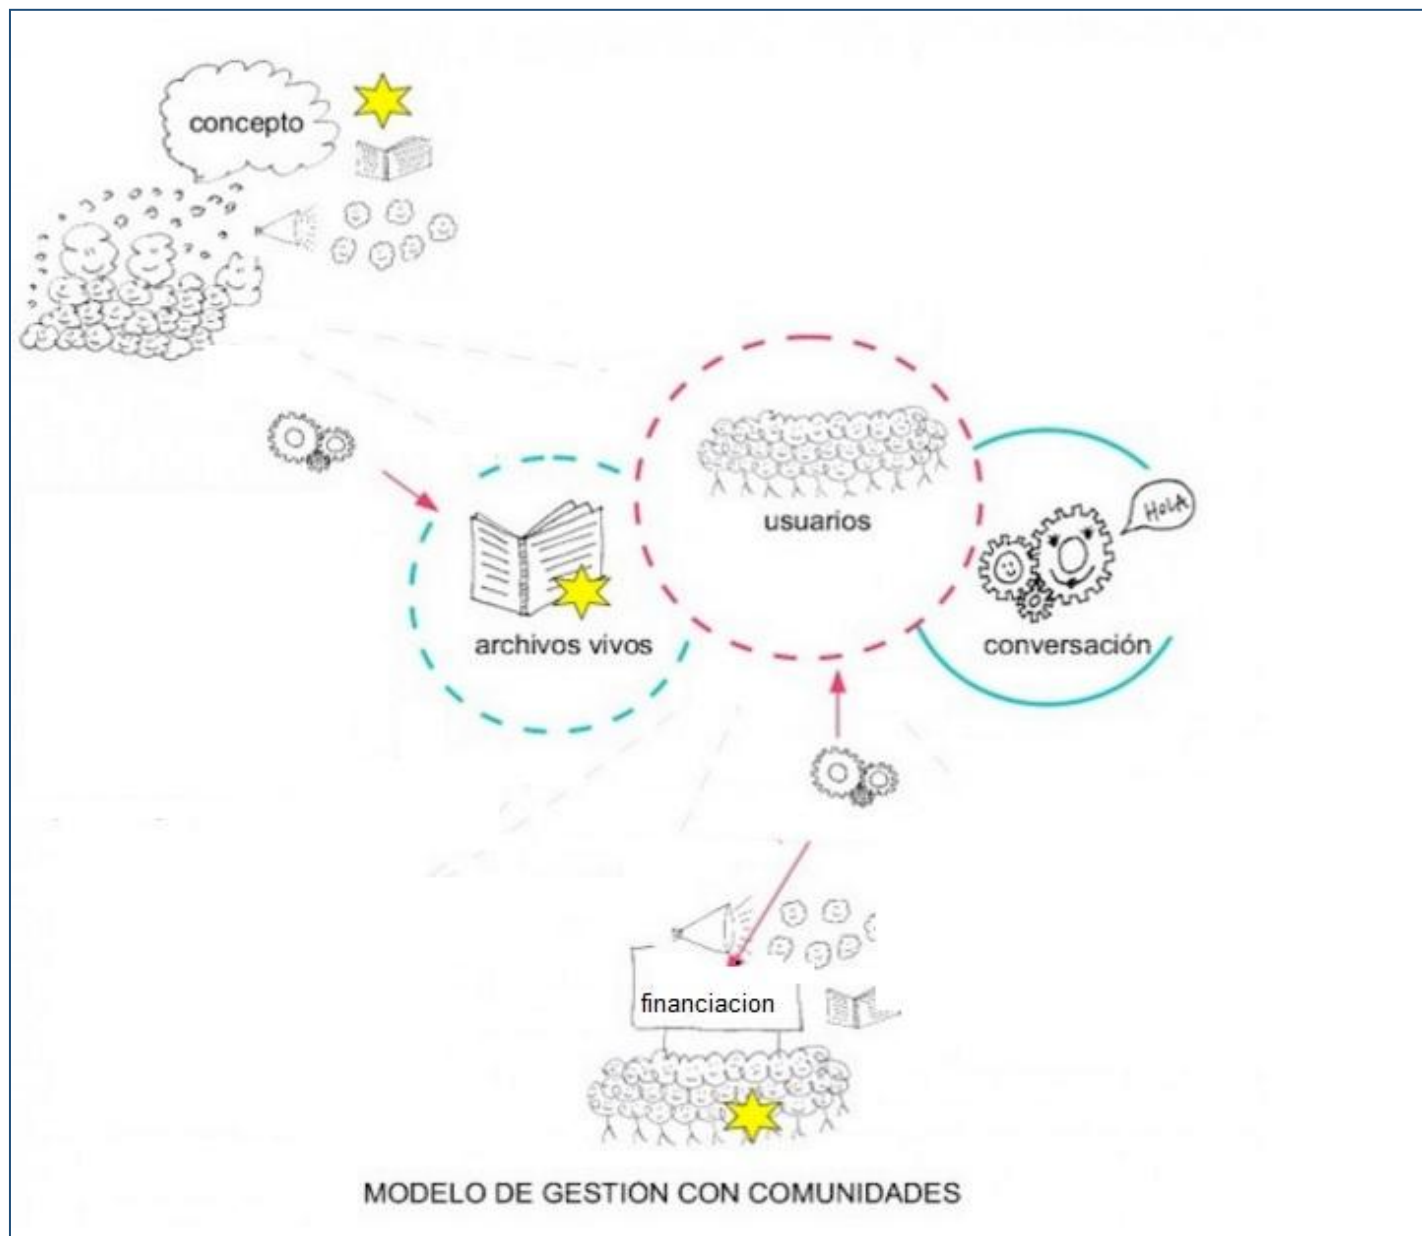 concepto
usuarios
HOLA
archivos vivos
conversación
financiacion
MODELO DE GESTION CON COMUNIDADES